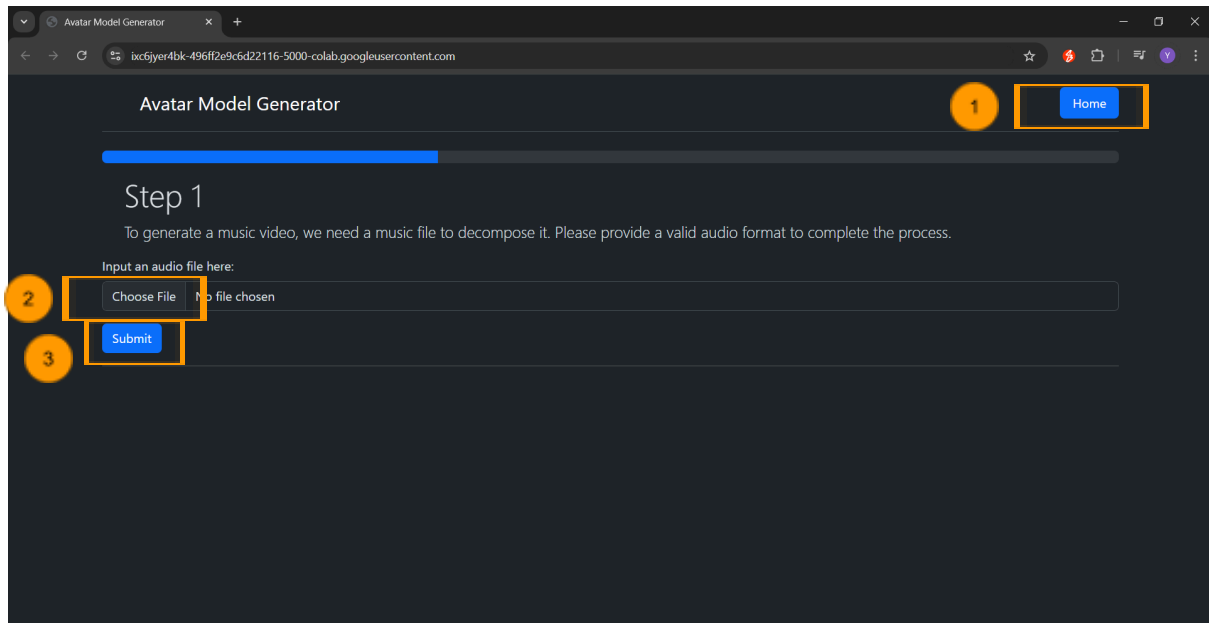 Avatar Model Generator
ixc6jyer4bk-496ff2e9c6d22116-5000-colab.googleusercontent.com
Y
Avatar Model Generator
1
Home
Step 1
To generate a music video, we need a music file to decompose it. Please provide a valid audio format to complete the process.
Input an audio file here:
2
Choose File No file chosen
Submit
3